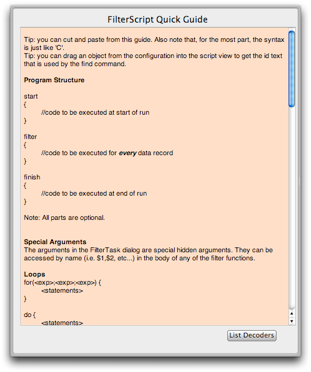 FilterScript Quick Guide
Tip: you can cut and paste from this guide. Also note that, for the most part, the syntax
is just like 'C'.
Tip: you can drag an object from the configuration into the script view to get the id text
that is used by the find command.
Program Structure
start
{
//code to be executed at start of run
}
filter
{
//code to be executed for every data record
}
finish
{
//code to be executed at end of run
}
Note: All parts are optional.
Special Arguments
The arguments in the FilterTask dialog are special hidden arguments. They can be
accessed by name (i.e. $1,$2, etc...) in the body of any of the filter functions.
Loops
for(<exp>;<exp>;<exp>) {
<statements>
}
do {
<statements>
List Decoders